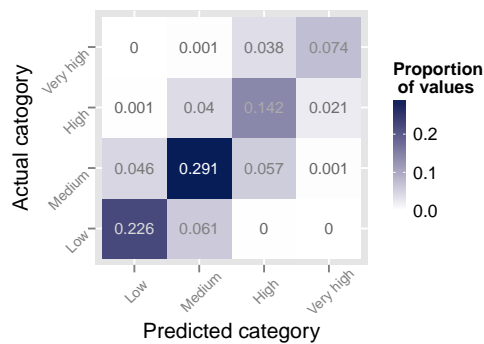 Actual catogory
Very high
0 0.001 0.038 0.074
High
0.001 0.04 0.142 0.021
Medium
0.046 0.291 0.057 0.001
Low
0.226 0.061 0 0
Low Medium High Very high
Predicted category
Proportion
of values
0.2
0.1
0.0